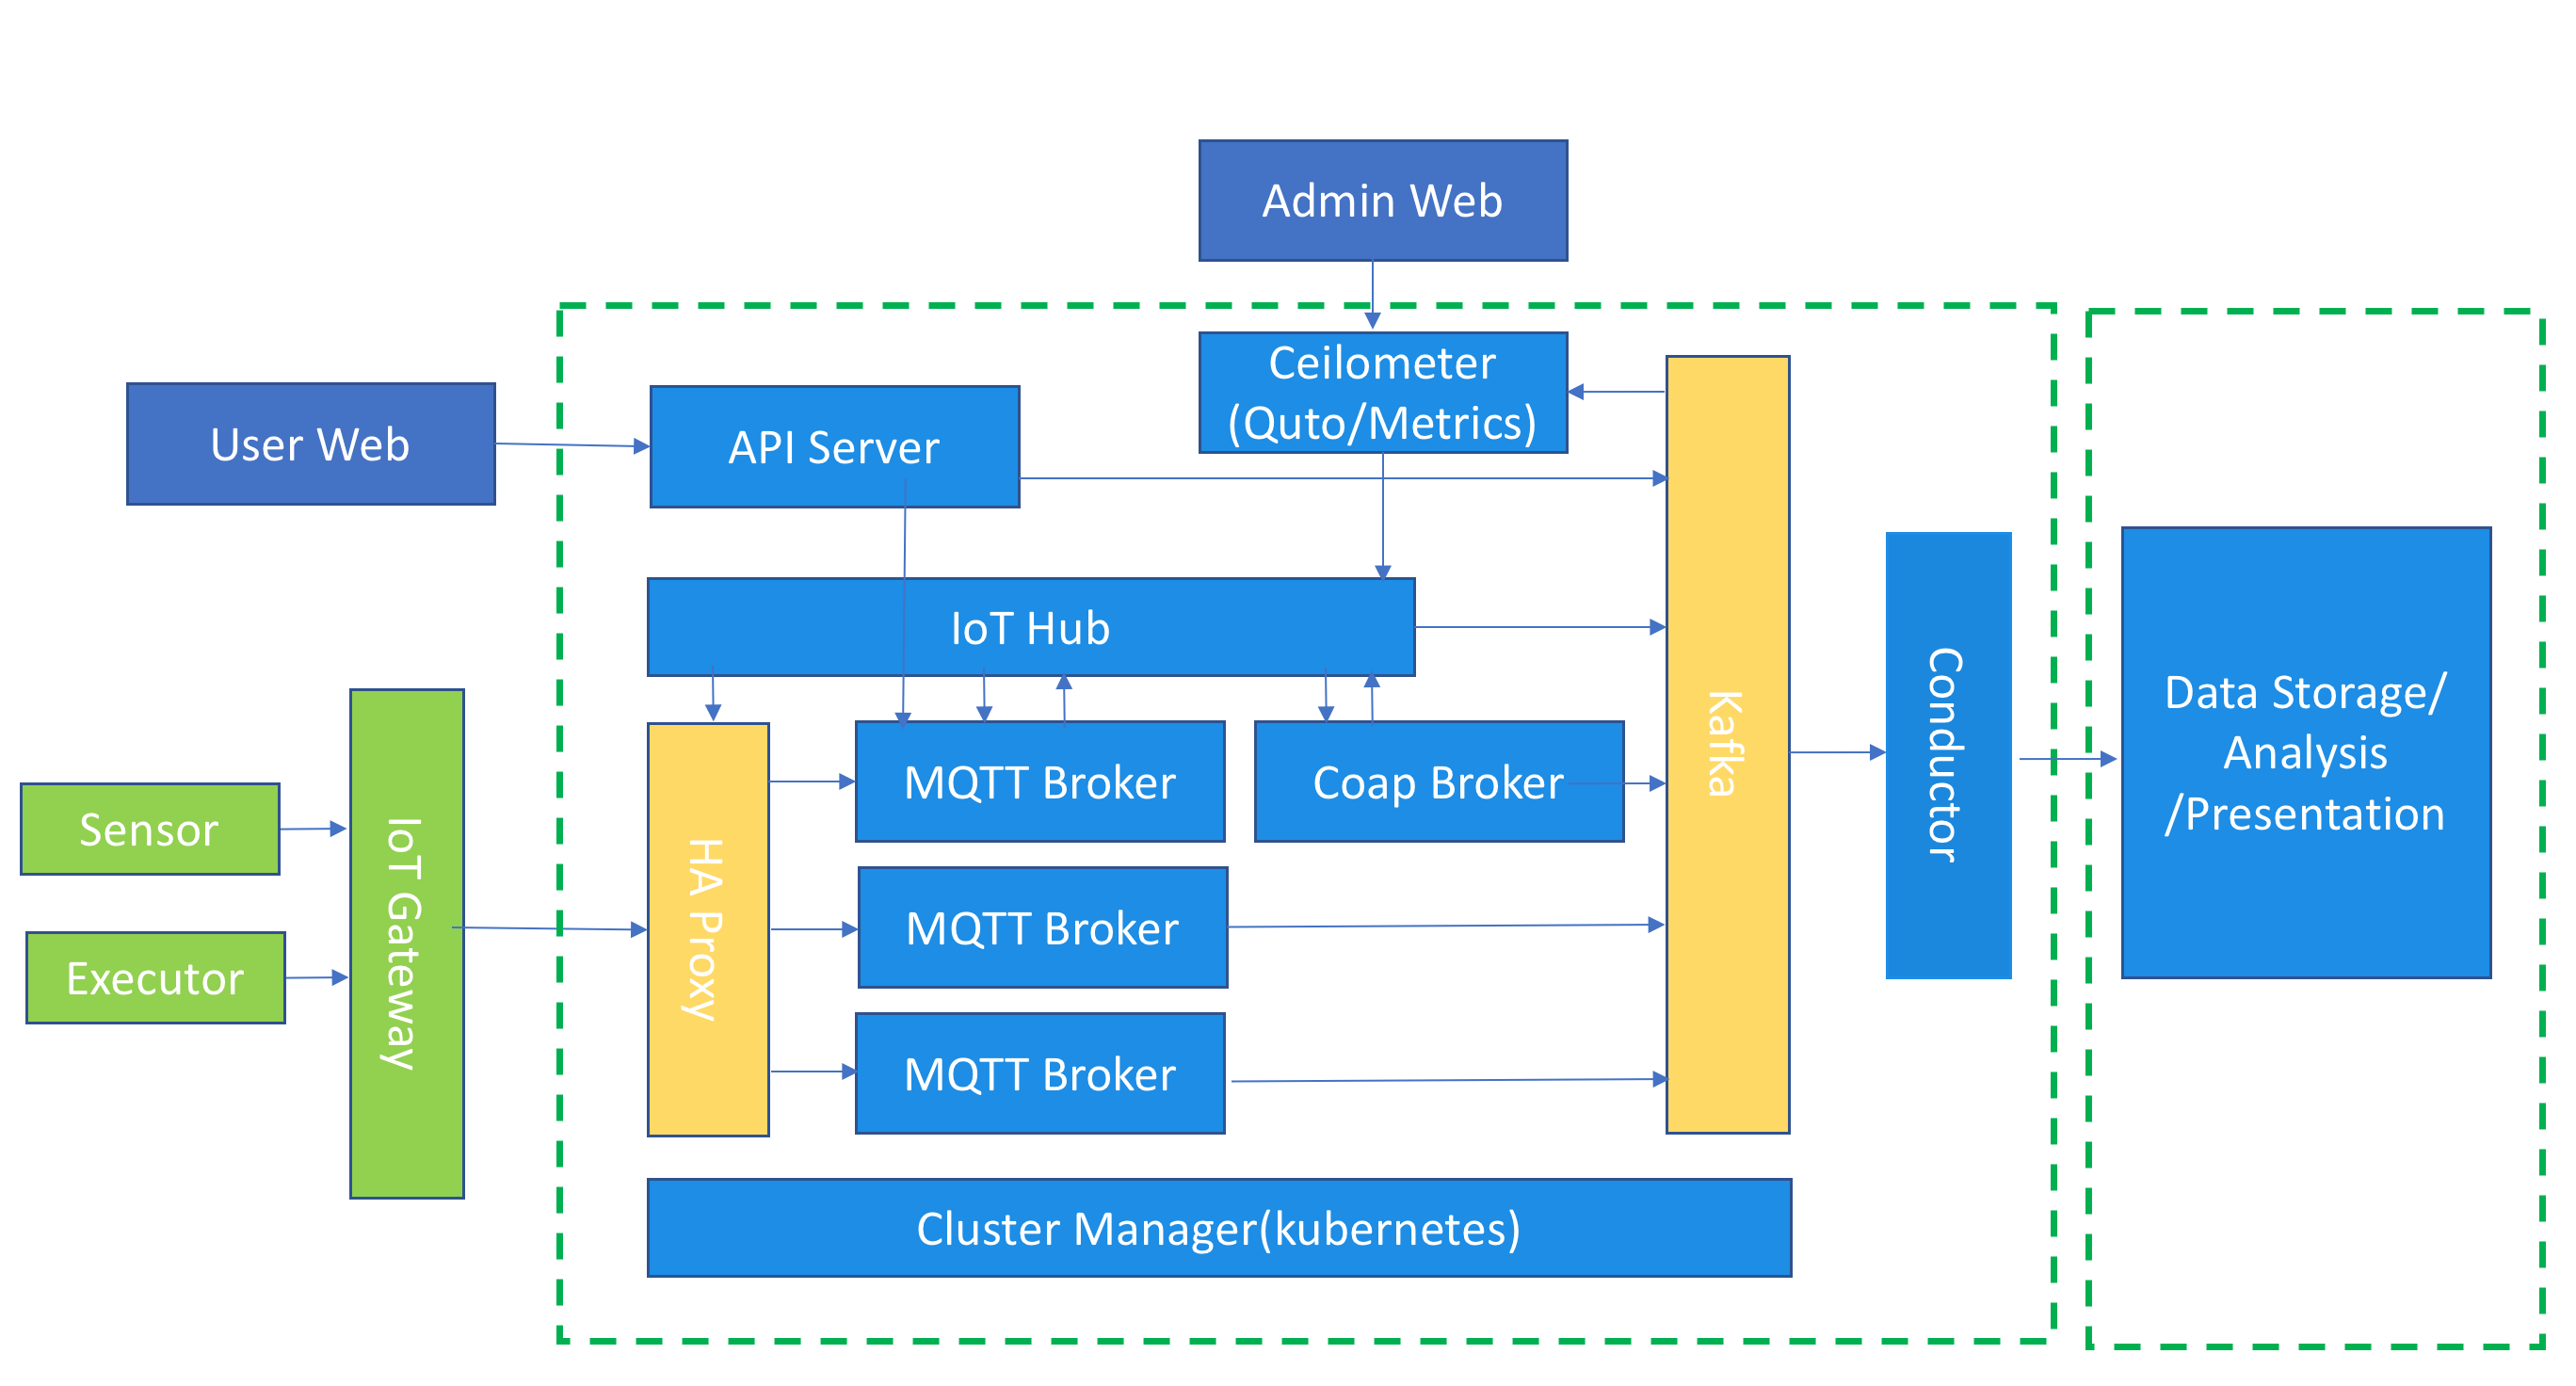 Admin Web
Ceilometer
(Quto/Metrics)
User Web
API Server
IoT Hub
Kafka
Conductor
Data Storage/
Analysis
/Presentation
Sensor
Executor
IoT Gateway
HA Proxy
MQTT Broker
Coap Broker
MQTT Broker
MQTT Broker
Cluster Manager(kubernetes)